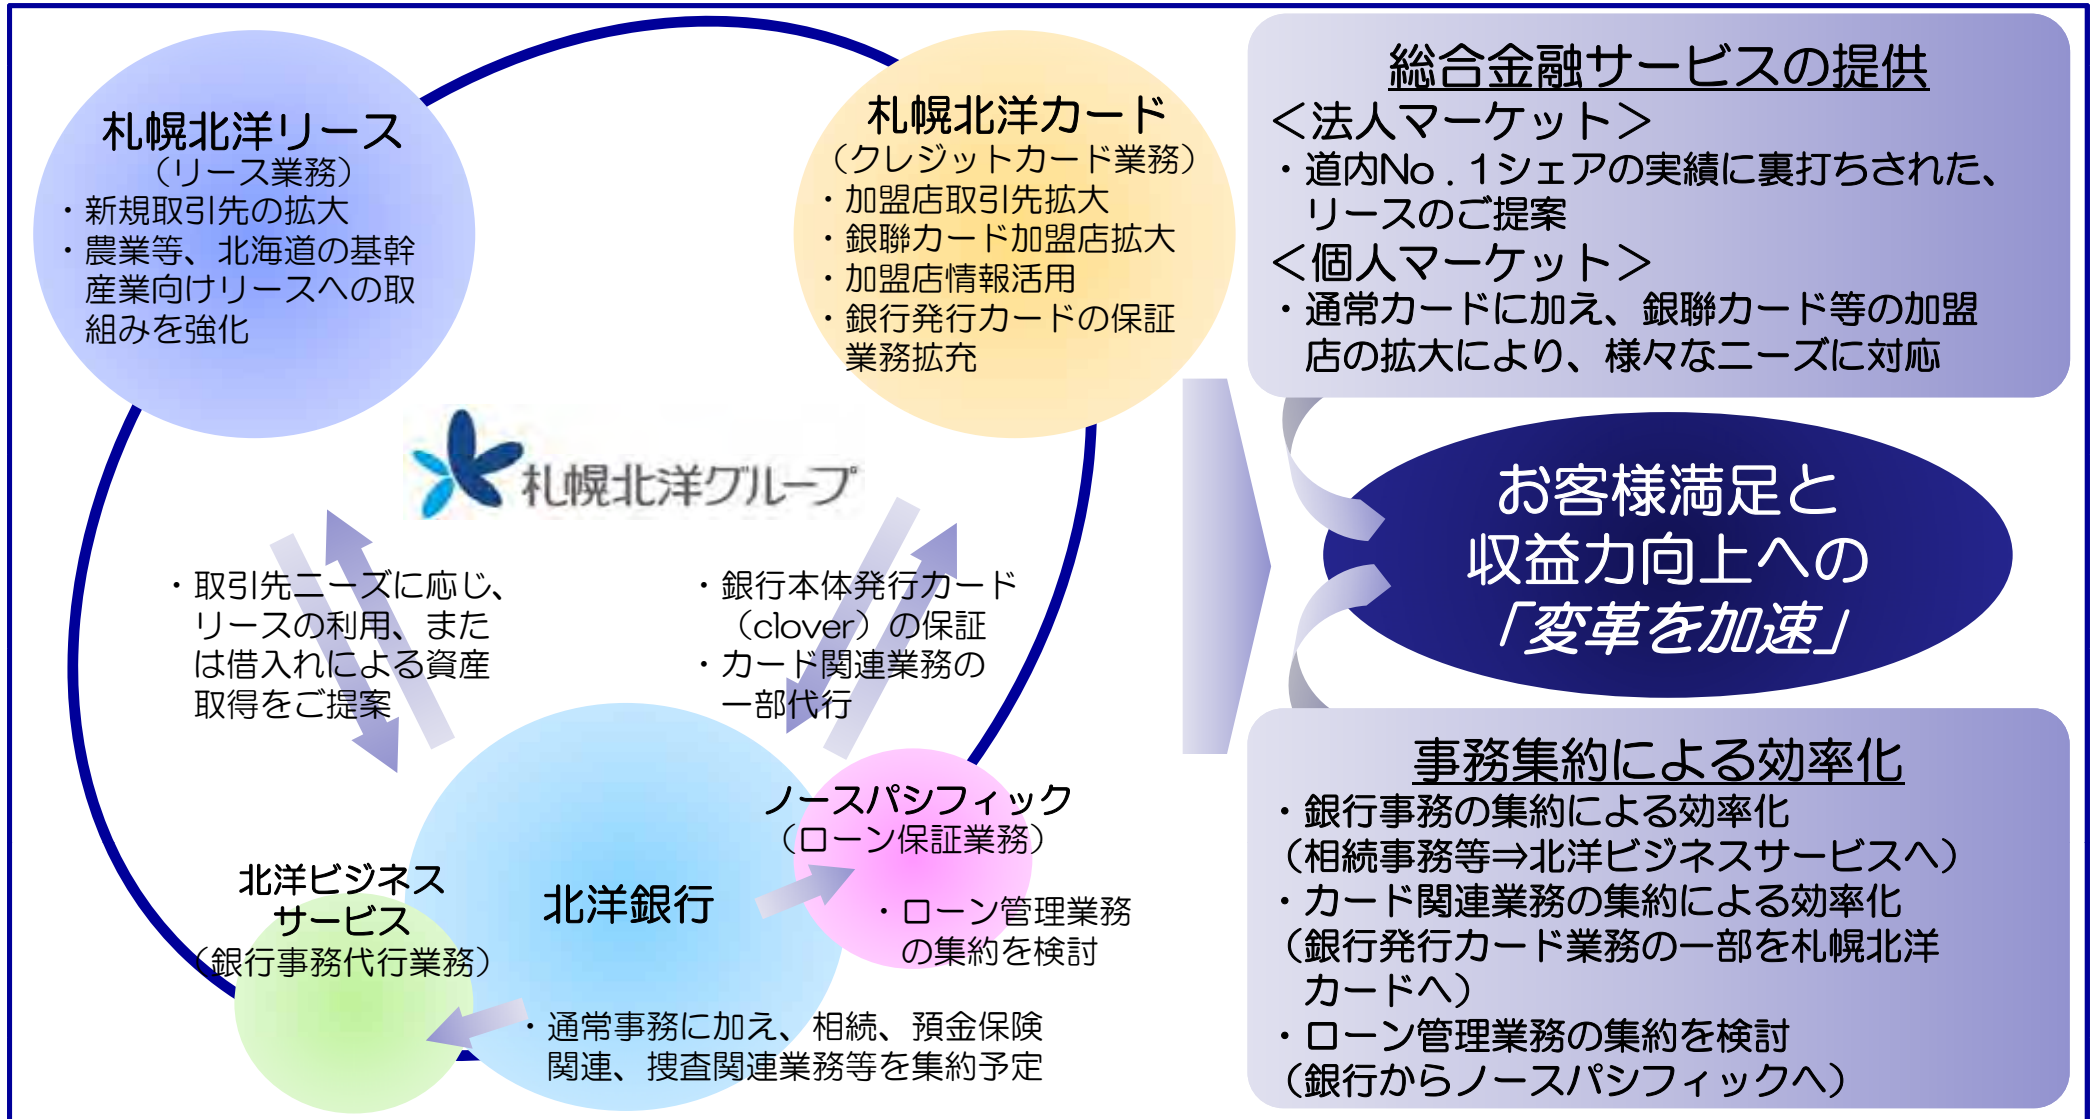 札幌北洋リース
（リース業務）
・新規取引先の拡大
・農業等、北海道の基幹
産業向けリースへの取
組みを強化
札幌北洋カード
（クレジットカード業務）
・加盟店取引先拡大
・銀聯カード加盟店拡大
・加盟店情報活用
・銀行発行カードの保証
業務拡充
札幌北洋グループ
・取引先ニーズに応じ、
リースの利用、また
は借入れによる資産
取得をご提案
・銀行本体発行カード
（clover）の保証
・カード関連業務の
一部代行
ノースパシフィック
（ローン保証業務）
・ローン管理業務
の集約を検討
北洋銀行
北洋ビジネス
サービス
（銀行事務代行業務）
・通常事務に加え、相続、預金保険
関連、捜査関連業務等を集約予定
総合金融サービスの提供
＜法人マーケット＞
・道内No．1シェアの実績に裏打ちされた、
リースのご提案
＜個人マーケット＞
・通常カードに加え、銀聯カード等の加盟
店の拡大により、様々なニーズに対応
お客様満足と
収益力向上への
「変革を加速」
事務集約による効率化
・銀行事務の集約による効率化
（相続事務等⇒北洋ビジネスサービスへ）
・カード関連業務の集約による効率化
（銀行発行カード業務の一部を札幌北洋
カードへ）
・ローン管理業務の集約を検討
（銀行からノースパシフィックへ）